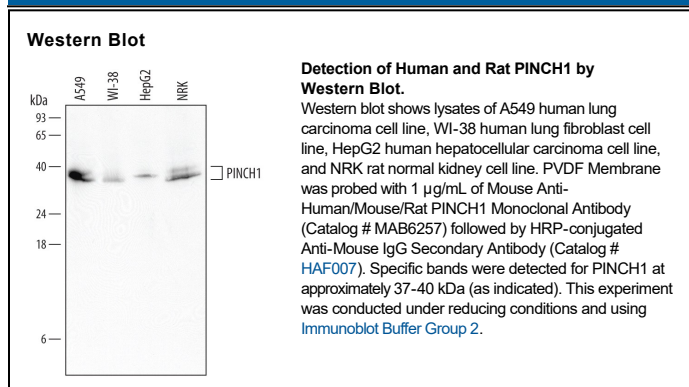 Western Blot
A549
WI-38
HepG2
NRK
kDa
93
65
40
24
18
6
PINCH1
Detection of Human and Rat PINCH1 by
Western Blot.
Western blot shows lysates of A549 human lung
carcinoma cell line, WI-38 human lung fibroblast cell
line, HepG2 human hepatocellular carcinoma cell line,
and NRK rat normal kidney cell line. PVDF Membrane
was probed with 1 µg/mL of Mouse Anti-
Human/Mouse/Rat PINCH1 Monoclonal Antibody
(Catalog # MAB6257) followed by HRP-conjugated
Anti-Mouse IgG Secondary Antibody (Catalog #
HAF007). Specific bands were detected for PINCH1 at
approximately 37-40 kDa (as indicated). This experiment
was conducted under reducing conditions and using
Immunoblot Buffer Group 2.